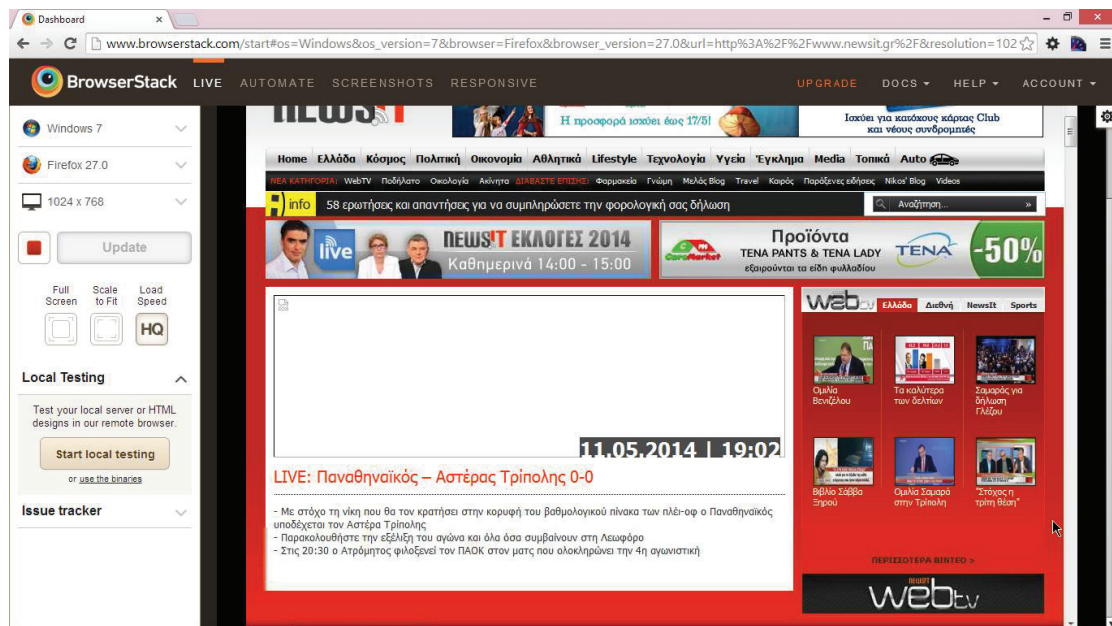 Dashboard
www.browserstack.com/start#os=Windows&os_version=7&browser=Firefox&browser_version=27.0&url=http%3A%2F%2Fwww.newsit.gr%2F&resolution=102
BrowserStack LIVE AUTOMATE SCREENSHOTS RESPONSIVE UPGRADE DOCS HELP ACCOUNT
Windows 7
Firefox 27.0
1024 x 768
Update
Full Screen
Scale to Fit
Load Speed
HQ
Local Testing
Test your local server or HTML
designs in our remote browser.
Start local testing
or use the binaries
Issue tracker
NEWSIT
Η προσφορά ισχύει έως 17/5!
Ισχύει για κατόχους κάρτας Club
και νέους συνδρομητές
Home Ελλάδα Κόσμος Πολιτική Οικονομία Αθλητικά Lifestyle Τεχνολογία Υγεία Έγκλημα Media Τοπικά Auto
ΝΕΑ ΚΑΤΗΓΟΡΙΑ: WebTV Ποδήλατο Οικολογία Ακίνητα ΔΙΑΒΑΣΤΕ ΕΠΙΣΗΣ: Φαρμακεία Γνώμη Μελάς Blog Travel Καιρός Παράξενες ειδήσεις Nikos' Blog Videos
info 58 ερωτήσεις και απαντήσεις για να συμπληρώσετε την φορολογική σας δήλωση
Αναζήτηση... »
live NEWS!T ΕΚΛΟΓΕΣ 2014
Καθημερινά 14:00 - 15:00
CareMarket
Προϊόντα
TENA PANTS & TENA LADY
εξαιρούνται τα είδη φυλλαδίου
TENA -50%
11.05.2014 | 19:02
LIVE: Παναθηναϊκός – Αστέρας Τρίπολης 0-0
- Με στόχο τη νίκη που θα τον κρατήσει στην κορυφή του βαθμολογικού πίνακα των πλέι-οφ ο Παναθηναϊκός
υποδέχεται τον Αστέρα Τρίπολης
- Παρακολουθήστε την εξέλιξη του αγώνα και όλα όσα συμβαίνουν στη Λεωφόρο
- Στις 20:30 ο Ατρόμητος φιλοξενεί τον ΠΑΟΚ στον ματς που ολοκληρώνει την 4η αγωνιστική
webtv Ελλάδα Διεθνή NewsIt Sports
Ομιλία
Βενιζέλου
Τα καλύτερα
των δελτίων
Σαμαράς για
δήλωση
Γλέζου
Βιβλίο Σάββα
Ξηρού
Ομιλία Σαμαρά
στην Τρίπολη
"Στόχος η
τρίτη θέση"
ΠΕΡΙΣΣΟΤΕΡΑ ΒΙΝΤΕΟ >
NEWSIT
webtv